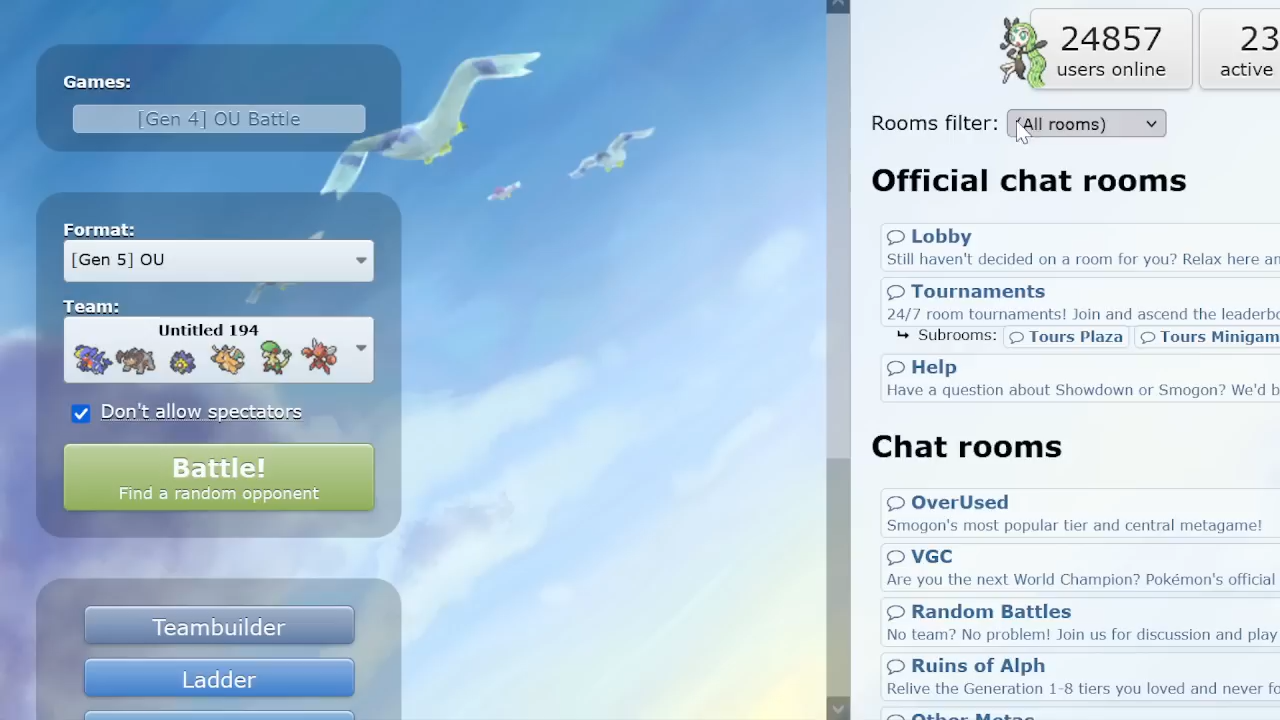 Games:
[Gen 4] OU Battle
Format:
[Gen 5] OU
Team:
Untitled 194
Don't allow spectators
Battle!
Find a random opponent
Teambuilder
Ladder
24857
users online
23
active
Rooms filter: (All rooms)
Official chat rooms
Lobby
Still haven't decided on a room for you? Relax here an
Tournaments
24/7 room tournaments! Join and ascend the leaderbo
↳ Subrooms: Tours Plaza Tours Minigam
Help
Have a question about Showdown or Smogon? We'd b
Chat rooms
OverUsed
Smogon's most popular tier and central metagame!
VGC
Are you the next World Champion? Pokémon's official
Random Battles
No team? No problem! Join us for discussion and play
Ruins of Alph
Relive the Generation 1-8 tiers you loved and never fo
Other Metas